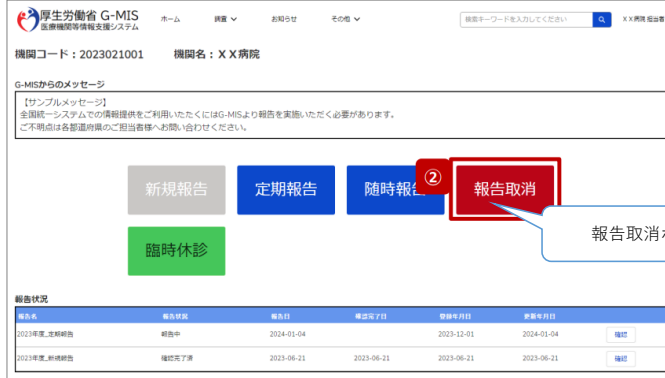 厚生労働省 G-MIS
医療機関等情報支援システム
ホーム 調査 お知らせ その他 検索キーワードを入力してください XX病院 担当者
機関コード:2023021001 機関名:XX病院
G-MISからのメッセージ
【サンプルメッセージ】
全国統一システムでの情報提供をご利用いたたくにはG-MISより報告を実施いただく必要があります。
ご不明点は各都道府県のご担当者様へお問い合わせください。
新規報告 定期報告 随時報告 ② 報告取消
報告取消
臨時休診
報告状況
報告名 報告状況 報告日 確認完了日 登録年月日 更新年月日
2023年度_定期報告 報告中 2024-01-04 2023-12-01 2024-01-04 確認
2023年度_新規報告 確認完了済 2023-06-21 2023-06-21 2023-06-21 2023-06-21 確認